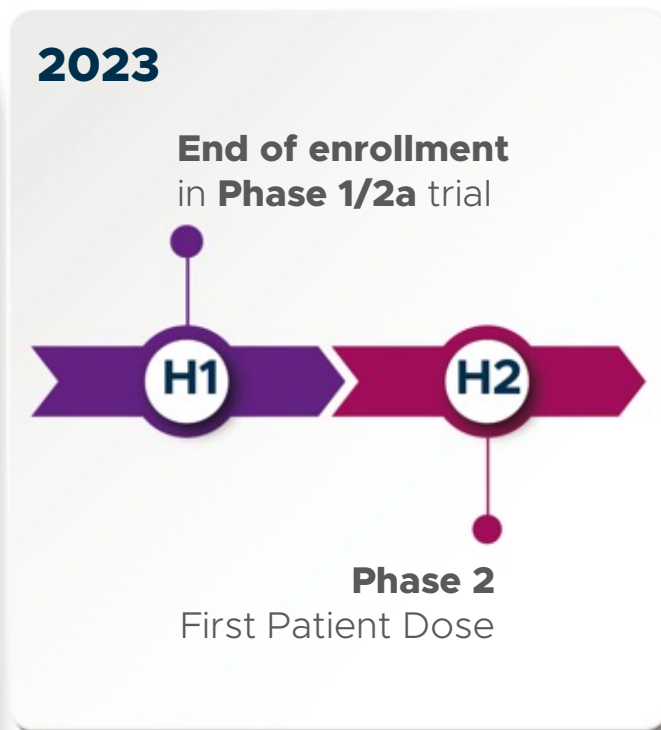 2023
End of enrollment
in Phase 1/2a trial
H1
H2
Phase 2
First Patient Dose